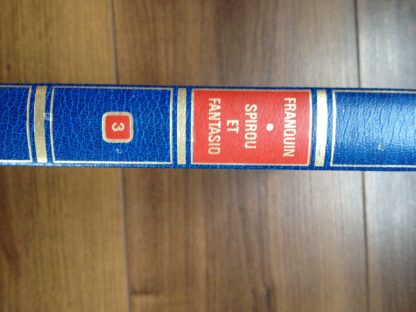 FRANQUIN
•
SPIROU
ET
FANTASIO
3